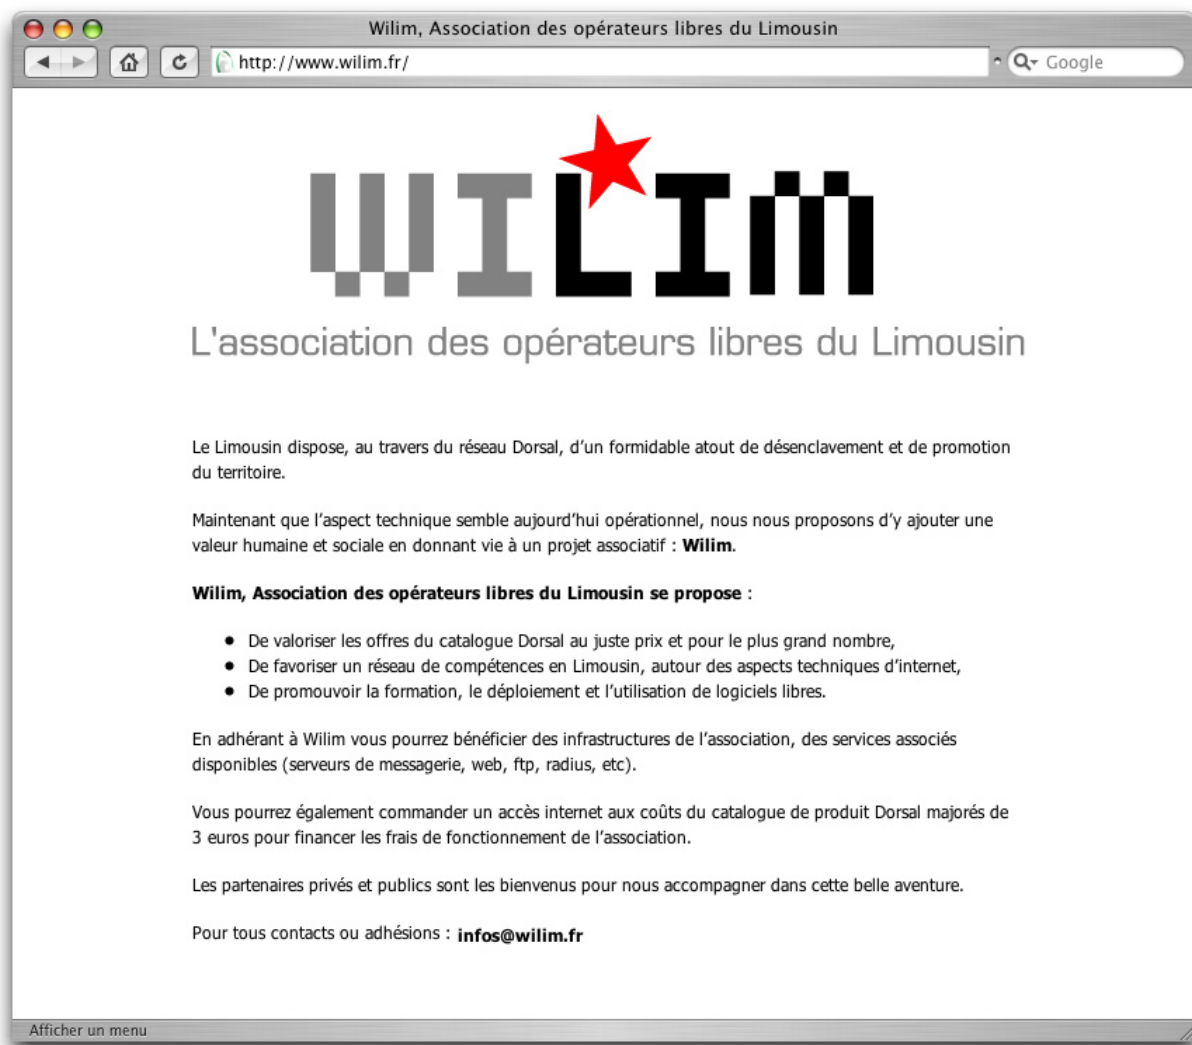 Wilim, Association des opérateurs libres du Limousin
http://www.wilim.fr/
Google
WILIM
L'association des opérateurs libres du Limousin
Le Limousin dispose, au travers du réseau Dorsal, d’un formidable atout de désenclavement et de promotion
du territoire.
Maintenant que l’aspect technique semble aujourd’hui opérationnel, nous nous proposons d’y ajouter une
valeur humaine et sociale en donnant vie à un projet associatif : Wilim.
Wilim, Association des opérateurs libres du Limousin se propose :
● De valoriser les offres du catalogue Dorsal au juste prix et pour le plus grand nombre,
● De favoriser un réseau de compétences en Limousin, autour des aspects techniques d’internet,
● De promouvoir la formation, le déploiement et l’utilisation de logiciels libres.
En adhérant à Wilim vous pourrez bénéficier des infrastructures de l’association, des services associés
disponibles (serveurs de messagerie, web, ftp, radius, etc).
Vous pourrez également commander un accès internet aux coûts du catalogue de produit Dorsal majorés de
3 euros pour financer les frais de fonctionnement de l’association.
Les partenaires privés et publics sont les bienvenus pour nous accompagner dans cette belle aventure.
Pour tous contacts ou adhésions : infos@wilim.fr
Afficher un menu